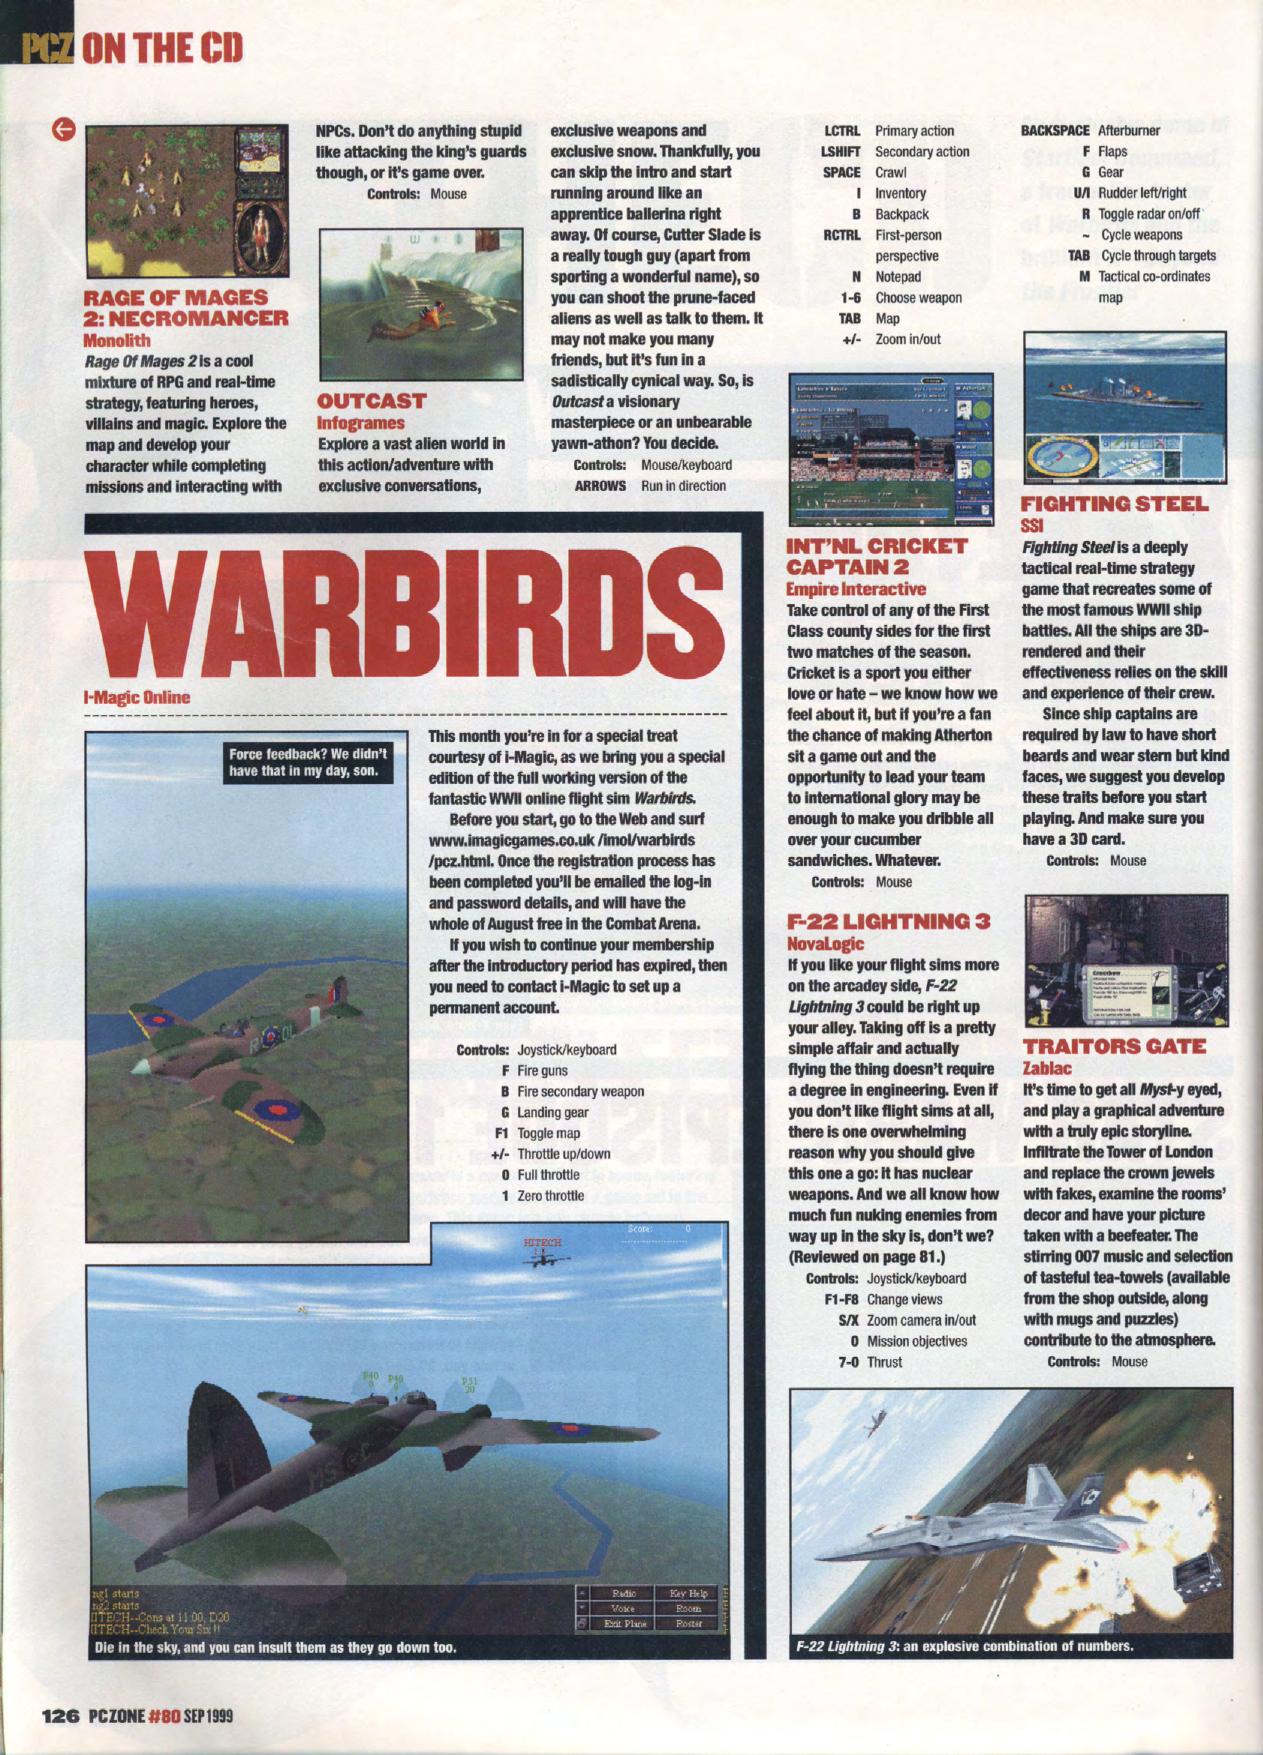 PCZ ON THE CD
RAGE OF MAGES
2: NECROMANCER
Monolith
Rage Of Mages 2 is a cool
mixture of RPG and real-time
strategy, featuring heroes,
villains and magic. Explore the
map and develop your
character while completing
missions and interacting with
NPCs. Don't do anything stupid
like attacking the king's guards
though, or it's game over.
Controls: Mouse
OUTCAST
Infogrames
Explore a vast alien world in
this action/adventure with
exclusive conversations,
exclusive weapons and
exclusive snow. Thankfully, you
can skip the intro and start
running around like an
apprentice ballerina right
away. Of course, Cutter Slade is
a really tough guy (apart from
sporting a wonderful name), so
you can shoot the prune-faced
aliens as well as talk to them. It
may not make you many
friends, but it's fun in a
sadistically cynical way. So, is
Outcast a visionary
masterpiece or an unbearable
yawn-athon? You decide.
Controls: Mouse/keyboard
ARROWS Run in direction
LCTRL Primary action
LSHIFT Secondary action
SPACE Crawl
I Inventory
B Backpack
RCTRL First-person
perspective
N Notepad
1-6 Choose weapon
TAB Map
+/- Zoom in/out
INT'NL CRICKET
CAPTAIN 2
Empire Interactive
Take control of any of the First
Class county sides for the first
two matches of the season.
Cricket is a sport you either
love or hate – we know how we
feel about it, but if you're a fan
the chance of making Atherton
sit a game out and the
opportunity to lead your team
to international glory may be
enough to make you dribble all
over your cucumber
sandwiches. Whatever.
Controls: Mouse
F-22 LIGHTNING 3
NovaLogic
If you like your flight sims more
on the arcadey side, F-22
Lightning 3 could be right up
your alley. Taking off is a pretty
simple affair and actually
flying the thing doesn't require
a degree in engineering. Even if
you don't like flight sims at all,
there is one overwhelming
reason why you should give
this one a go: it has nuclear
weapons. And we all know how
much fun nuking enemies from
way up in the sky is, don't we?
(Reviewed on page 81.)
Controls: Joystick/keyboard
F1-F8 Change views
S/X Zoom camera in/out
O Mission objectives
7-0 Thrust
BACKSPACE Afterburner
F Flaps
G Gear
U/I Rudder left/right
R Toggle radar on/off
~ Cycle weapons
TAB Cycle through targets
M Tactical co-ordinates
map
FIGHTING STEEL
SSI
Fighting Steel is a deeply
tactical real-time strategy
game that recreates some of
the most famous WWII ship
battles. All the ships are 3D-
rendered and their
effectiveness relies on the skill
and experience of their crew.
Since ship captains are
required by law to have short
beards and wear stern but kind
faces, we suggest you develop
these traits before you start
playing. And make sure you
have a 3D card.
Controls: Mouse
Crossbow
TRAITORS GATE
Zablac
It's time to get all Myst-y eyed,
and play a graphical adventure
with a truly epic storyline.
Infiltrate the Tower of London
and replace the crown jewels
with fakes, examine the rooms'
decor and have your picture
taken with a beefeater. The
stirring 007 music and selection
of tasteful tea-towels (available
from the shop outside, along
with mugs and puzzles)
contribute to the atmosphere.
Controls: Mouse
F-22 Lightning 3: an explosive combination of numbers.
WARBIRDS
I-Magic Online
Force feedback? We didn't
have that in my day, son.
This month you're in for a special treat
courtesy of i-Magic, as we bring you a special
edition of the full working version of the
fantastic WWII online flight sim Warbirds.
Before you start, go to the Web and surf
www.imagicgames.co.uk /imol/warbirds
/pcz.html. Once the registration process has
been completed you'll be emailed the log-in
and password details, and will have the
whole of August free in the Combat Arena.
If you wish to continue your membership
after the introductory period has expired, then
you need to contact i-Magic to set up a
permanent account.
Controls: Joystick/keyboard
F Fire guns
B Fire secondary weapon
G Landing gear
F1 Toggle map
+/- Throttle up/down
0 Full throttle
1 Zero throttle
Score: 0
HITECH
P40
P40
P51
20
MS
ng1 starts
ng2 starts
HITECH--Cons at 11:00, D20
HITECH--Check Your Six !!
Radio Key Help
Voice Room
Exit Plane Roster
Die in the sky, and you can insult them as they go down too.
126 PCZONE #80 SEP 1999